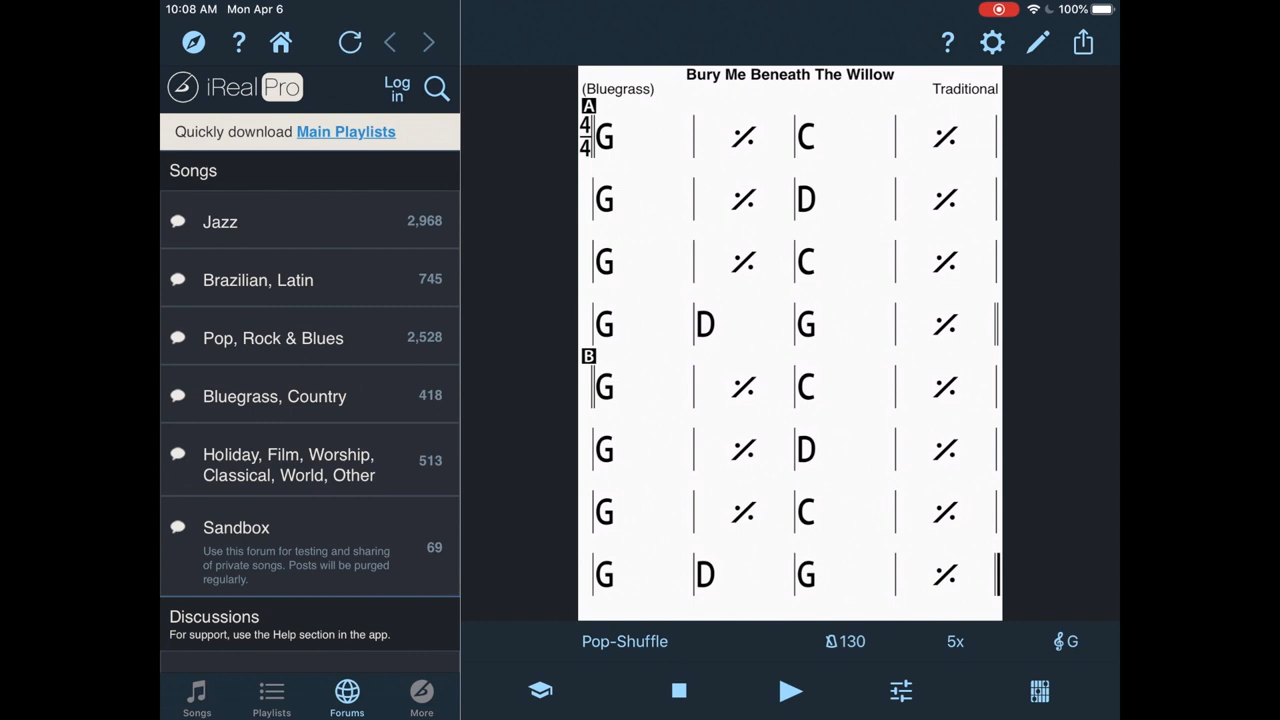 10:08 AM Mon Apr 6
100%
? ?
iReal Pro
Log
in
Quickly download Main Playlists
Songs
Jazz 2,968
Brazilian, Latin 745
Pop, Rock & Blues 2,528
Bluegrass, Country 418
Holiday, Film, Worship,
Classical, World, Other 513
Sandbox
Use this forum for testing and sharing
of private songs. Posts will be purged
regularly.
69
Discussions
For support, use the Help section in the app.
Songs Playlists Forums More
Bury Me Beneath The Willow
(Bluegrass) Traditional
A
4/4 G C
G D
G C
G D G
B
G C
G D
G C
G D G
Pop-Shuffle 130 5x G